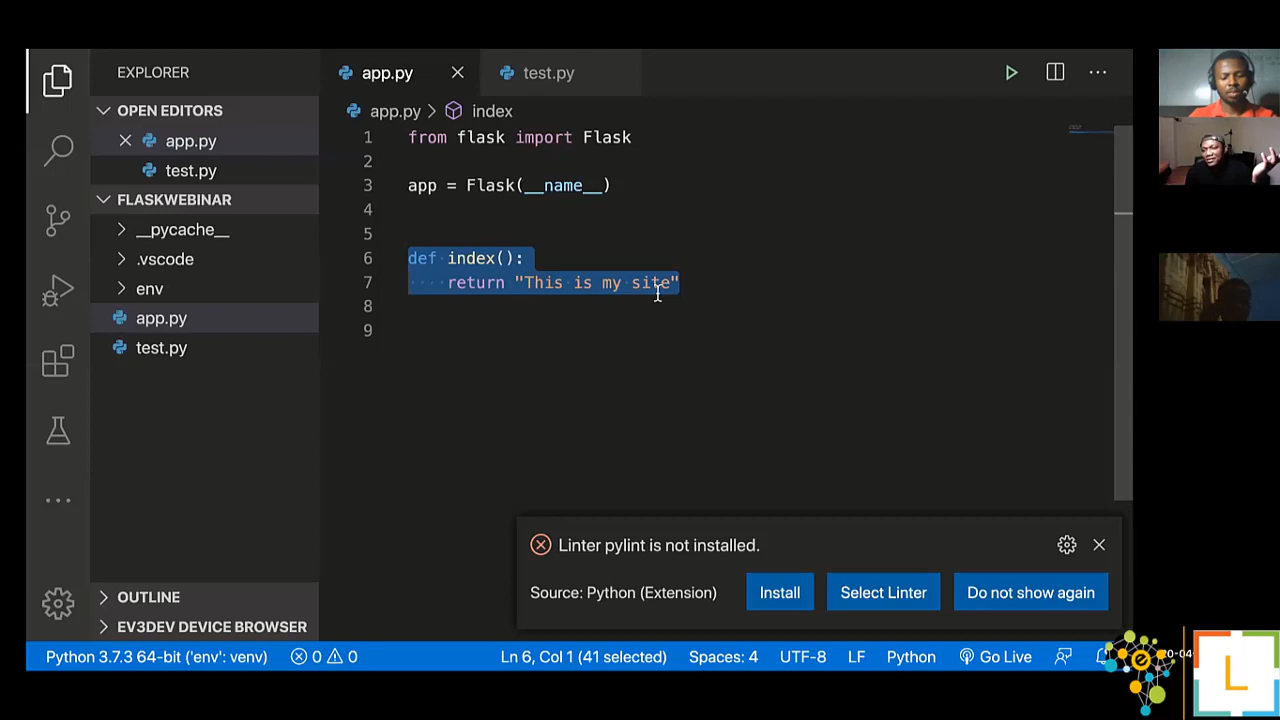 EXPLORER
OPEN EDITORS
app.py
test.py
FLASKWEBINAR
__pycache__
.vscode
env
app.py
test.py
OUTLINE
EV3DEV DEVICE BROWSER
app.py
test.py
app.py > index
1 from flask import Flask
2
3 app = Flask(__name__)
4
5
6 def index():
7 return "This is my site"
8
9
Linter pylint is not installed.
Source: Python (Extension)
Install
Select Linter
Do not show again
Python 3.7.3 64-bit ('env': venv) 0 0 Ln 6, Col 1 (41 selected) Spaces: 4 UTF-8 LF Python Go Live
L